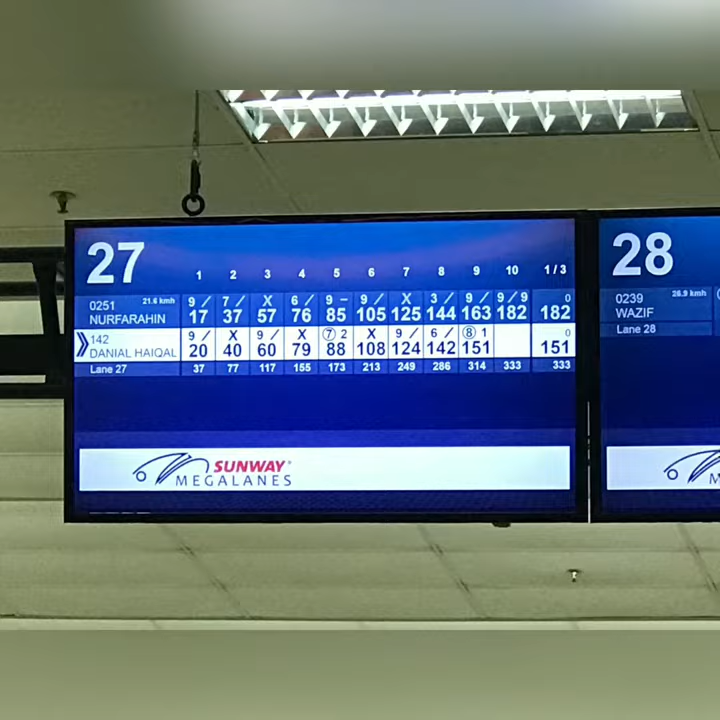 27
1 2 3 4 5 6 7 8 9 10 1/3
0251 21.6 kmh 9 / 7 / X 6 / 9 – 9 / X 3 / 9 / 9 / 9 0
NURFARAHIN 17 37 57 76 85 105 125 144 163 182 182
142 9 / X 9 / X 7 2 X 9 / 6 / 8 1 0
DANIAL HAIQAL 20 40 60 79 88 108 124 142 151 151
Lane 27 37 77 117 155 173 213 249 286 314 333 333
SUNWAY®
MEGALANES
28
0239 26.9 kmh
WAZIF
Lane 28
M